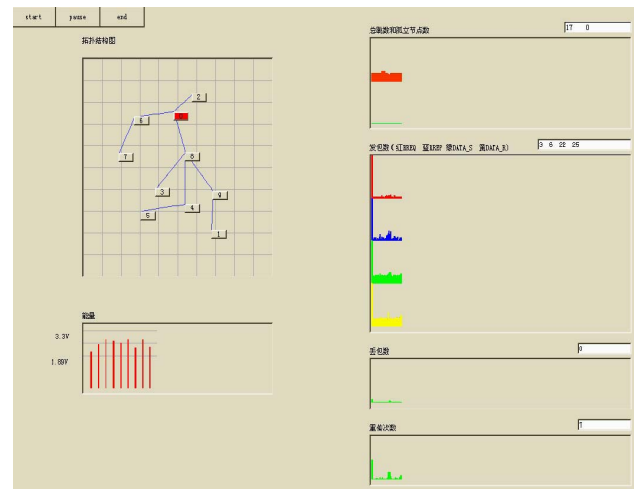 start pause end
总跳数和孤立节点数 17 0
拓扑结构图
2
6
7
8
3
9
5
4
1
发包数(红RREQ 蓝RREP 绿DATA_S 黄DATA_R) 3 6 22 25
能量
3.3V
1.89V
丢包数 0
重传次数 7